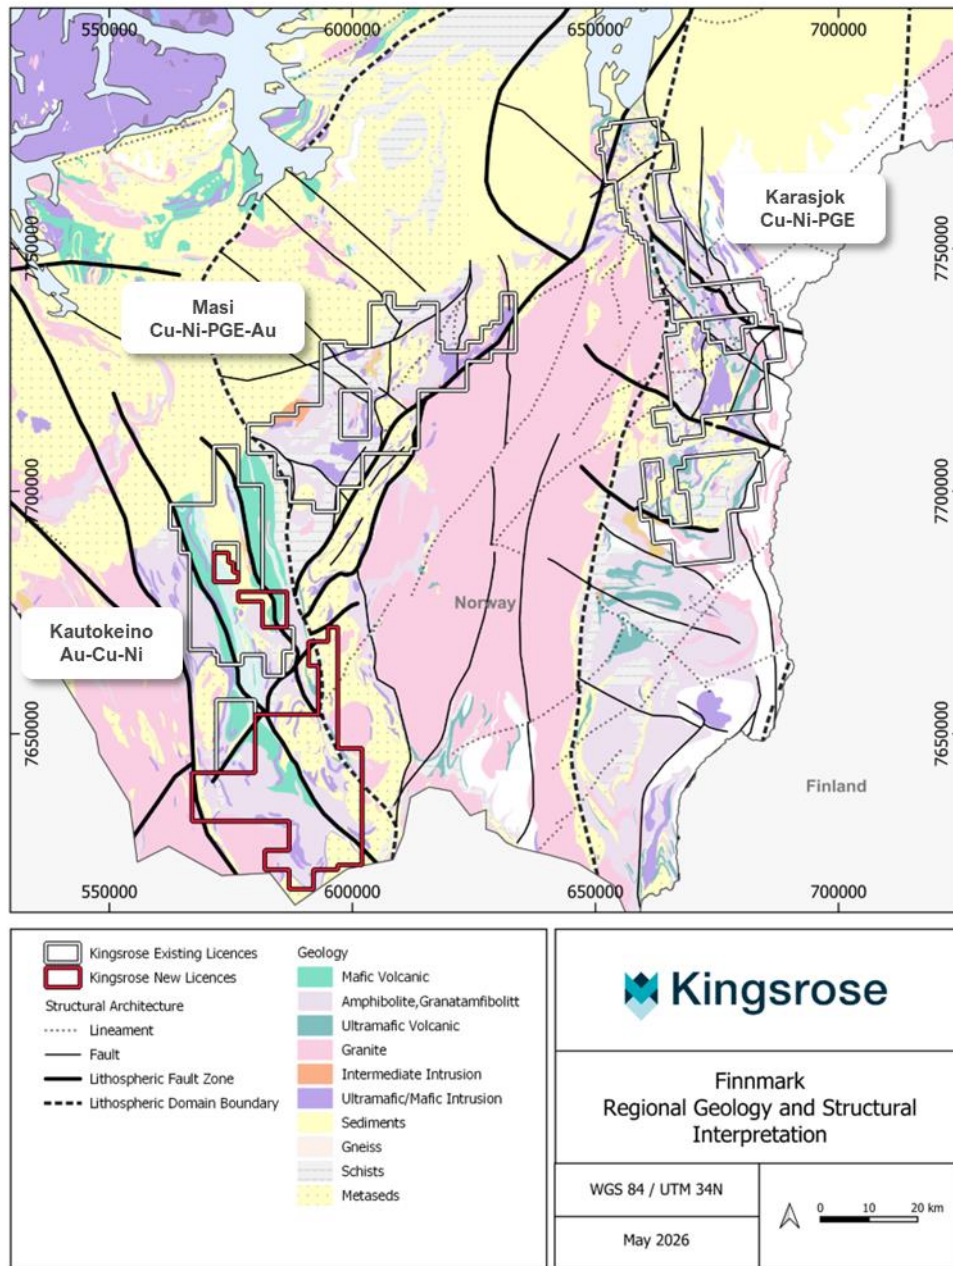 550000
600000
650000
700000
7750000
7750000
Karasjok
Cu-Ni-PGE
Masi
Cu-Ni-PGE-Au
7700000
7700000
Kautokeino
Au-Cu-Ni
Norway
7650000
7650000
Finland
550000
600000
650000
700000
Kingsrose Existing Licences
Kingsrose New Licences
Structural Architecture
Lineament
Fault
Lithospheric Fault Zone
Lithospheric Domain Boundary
Geology
Mafic Volcanic
Amphibolite,Granatamfibolitt
Ultramafic Volcanic
Granite
Intermediate Intrusion
Ultramafic/Mafic Intrusion
Sediments
Gneiss
Schists
Metaseds
Kingsrose
Finnmark
Regional Geology and Structural
Interpretation
WGS 84 / UTM 34N
May 2026
0 10 20 km